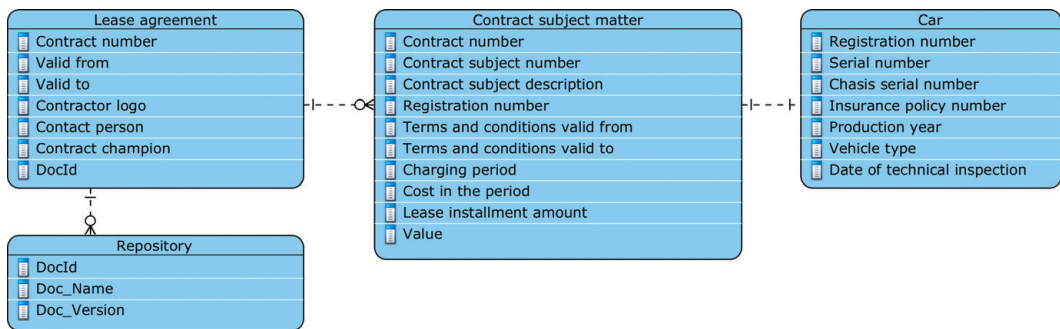 Lease agreement
Contract number
Valid from
Valid to
Contractor logo
Contact person
Contract champion
DocId
Repository
DocId
Doc_Name
Doc_Version
Contract subject matter
Contract number
Contract subject number
Contract subject description
Registration number
Terms and conditions valid from
Terms and conditions valid to
Charging period
Cost in the period
Lease installment amount
Value
Car
Registration number
Serial number
Chasis serial number
Insurance policy number
Production year
Vehicle type
Date of technical inspection